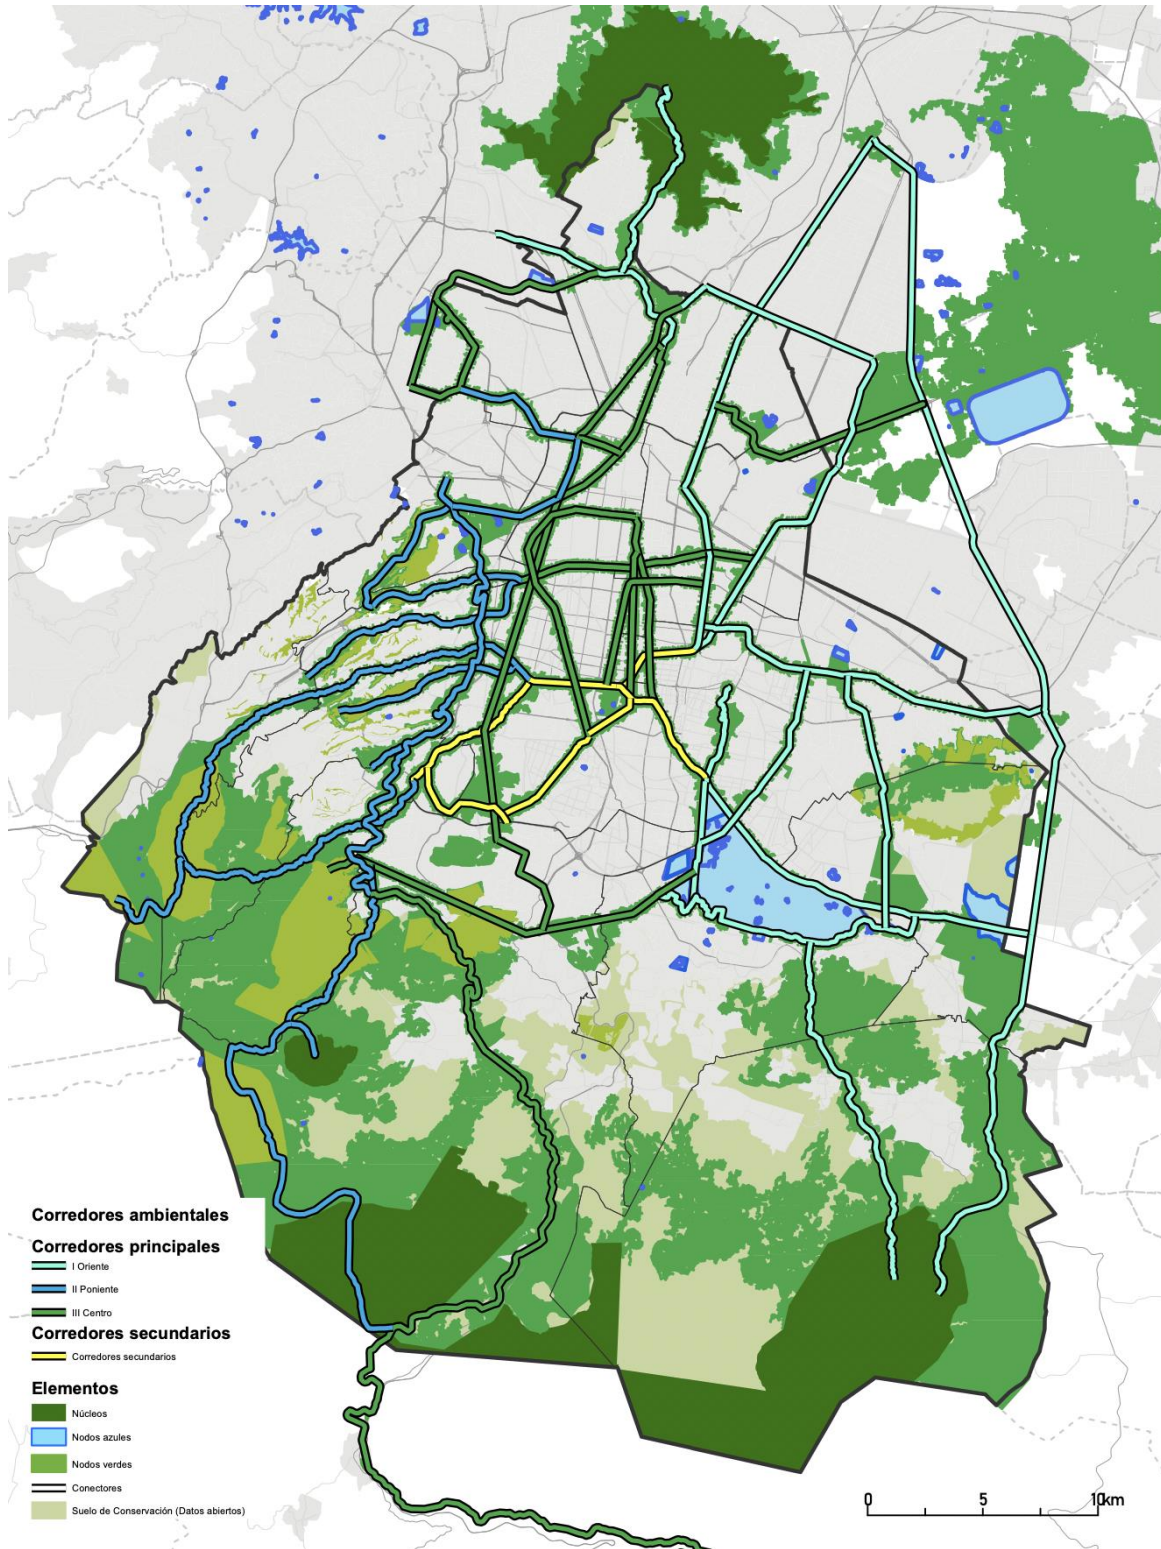 Corredores ambientales
Corredores principales
I Oriente
II Poniente
III Centro
Corredores secundarios
Corredores secundarios
Elementos
Núcleos
Nodos azules
Nodos verdes
Conectores
Suelo de Conservación (Datos abiertos)
0 5 10km